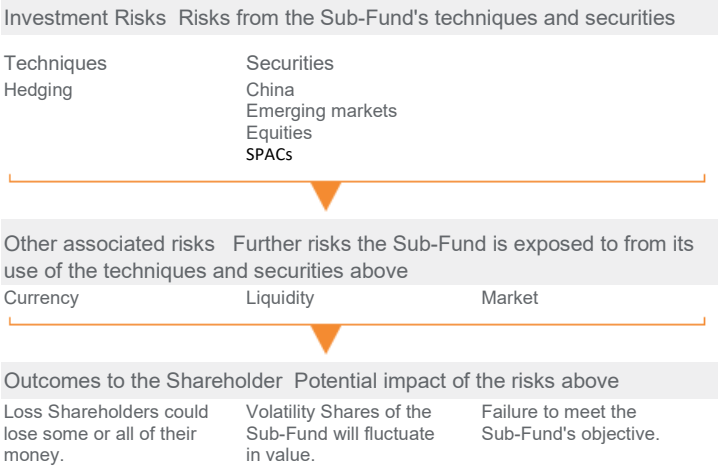 Investment Risks  Risks from the Sub-Fund's techniques and securities
Techniques
Hedging
Securities
China
Emerging markets
Equities
SPACs
Other associated risks  Further risks the Sub-Fund is exposed to from its
use of the techniques and securities above
Currency
Liquidity
Market
Outcomes to the Shareholder  Potential impact of the risks above
Loss Shareholders could
lose some or all of their
money.
Volatility Shares of the
Sub-Fund will fluctuate
in value.
Failure to meet the
Sub-Fund's objective.